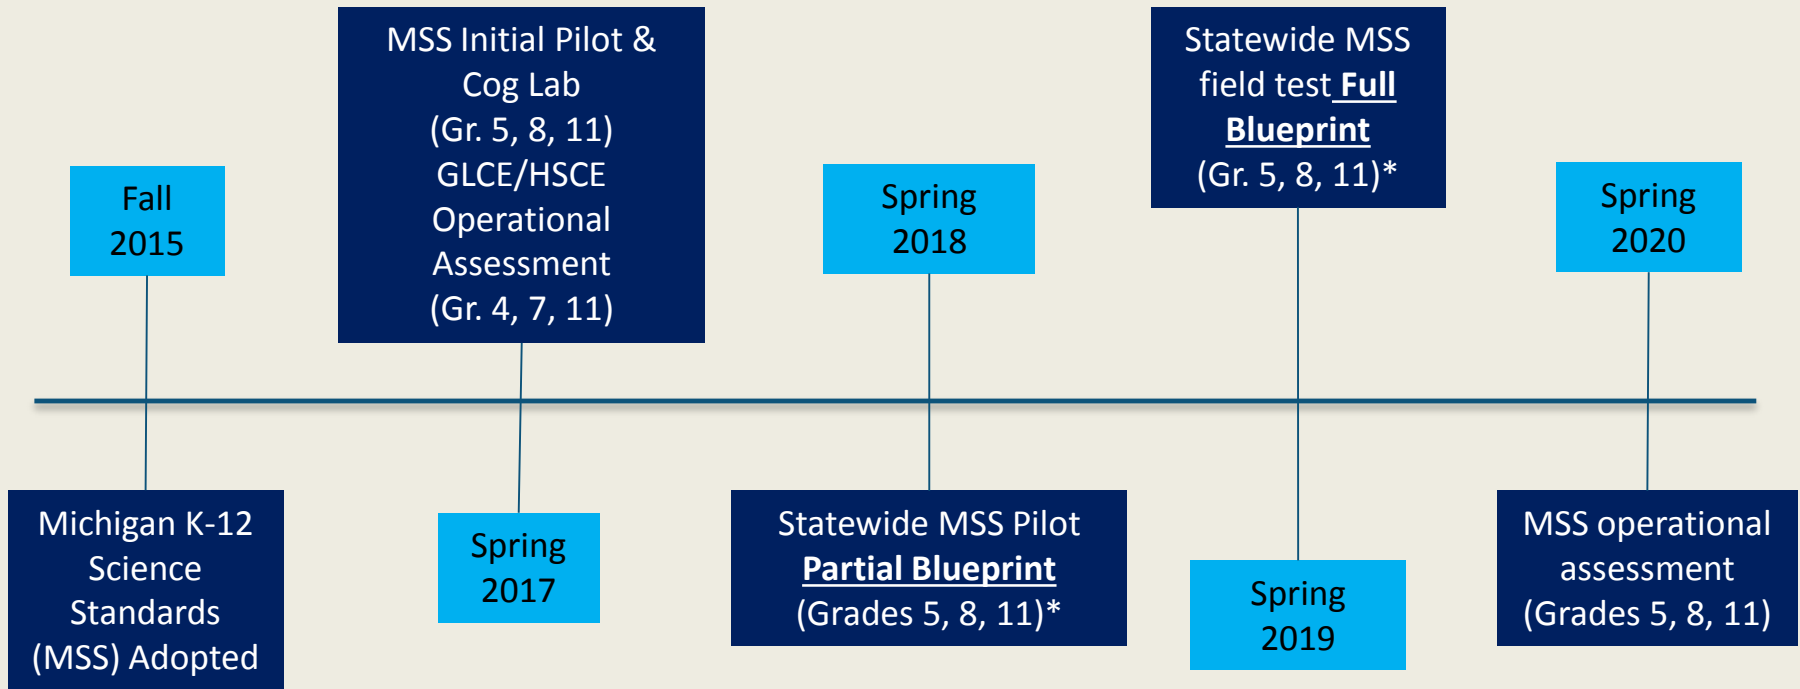 Fall
2015
Michigan K-12
Science
Standards
(MSS) Adopted
MSS Initial Pilot &
Cog Lab
(Gr. 5, 8, 11)
GLCE/HSCE
Operational
Assessment
(Gr. 4, 7, 11)
Spring
2017
Spring
2018
Statewide MSS Pilot
Partial Blueprint
(Grades 5, 8, 11)*
Statewide MSS
field test Full
Blueprint
(Gr. 5, 8, 11)*
Spring
2019
Spring
2020
MSS operational
assessment
(Grades 5, 8, 11)